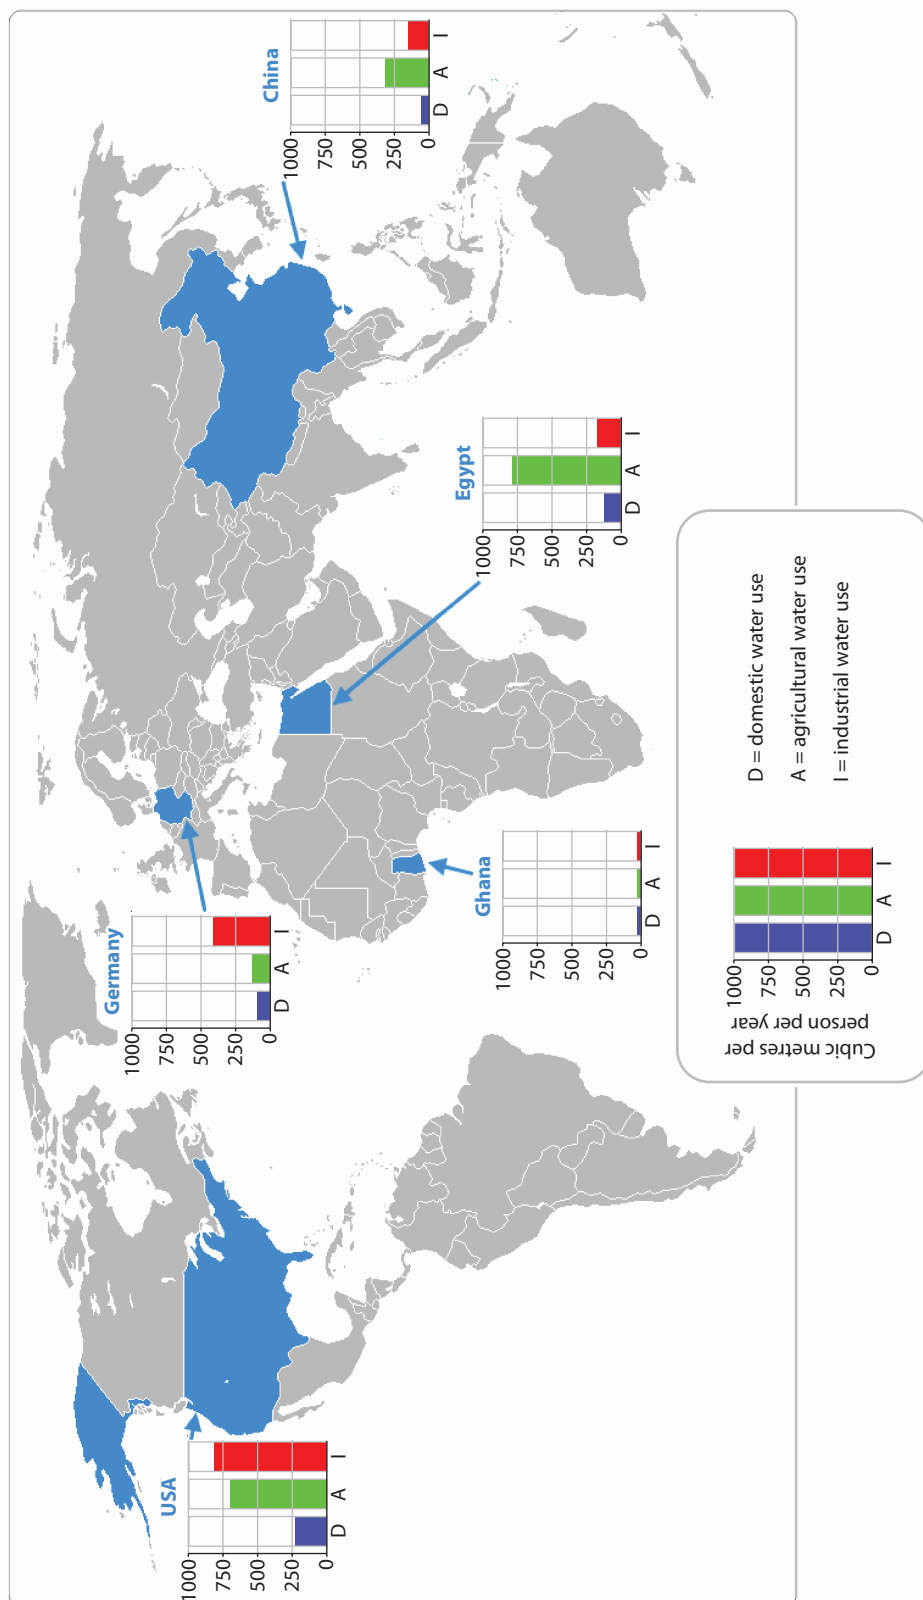 USA
1000
750
500
250
0
D A I
Germany
1000
750
500
250
0
D A I
Ghana
1000
750
500
250
0
D A I
Egypt
1000
750
500
250
0
D A I
China
1000
750
500
250
0
D A I
Cubic metres per
person per year
1000
750
500
250
0
D A I
D = domestic water use
A = agricultural water use
I = industrial water use